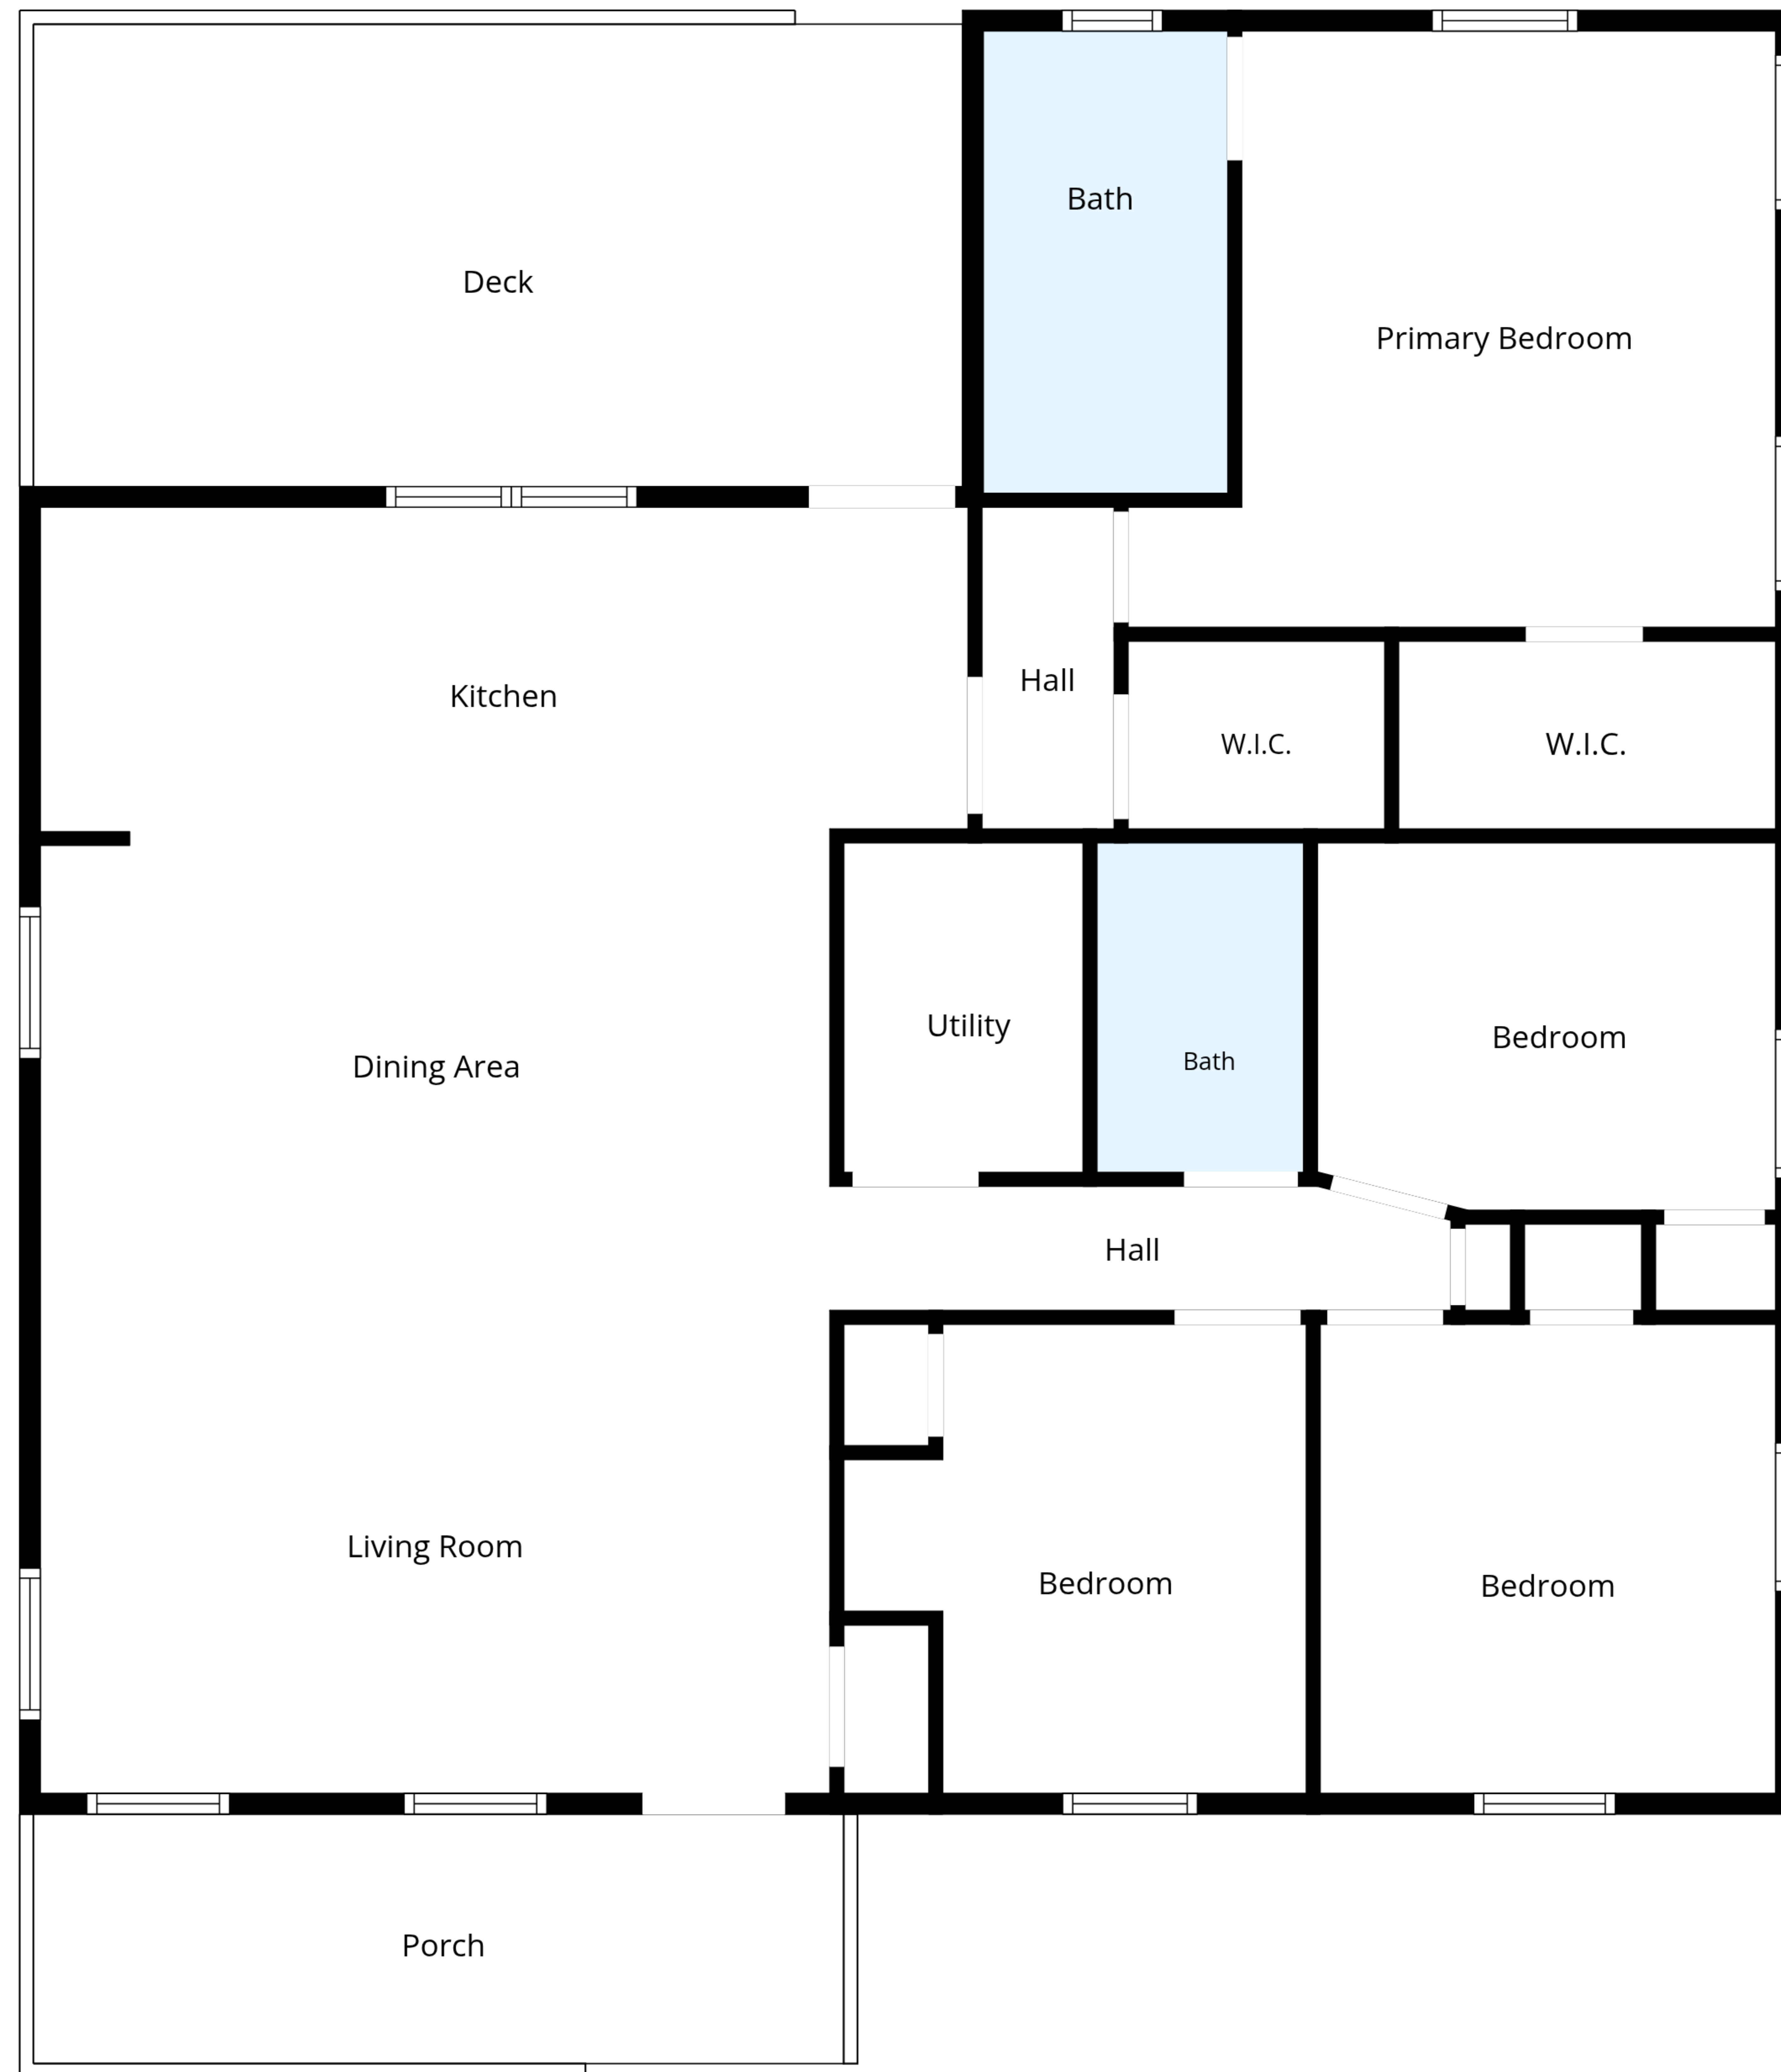 Bath
Deck
Primary Bedroom
Kitchen
Hall
W.I.C.
W.I.C.
Utility
Bath
Bedroom
Dining Area
Hall
Living Room
Bedroom
Bedroom
Porch